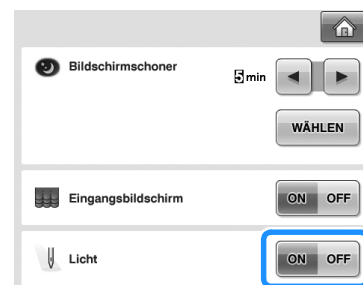 Bildschirmschoner
5 min
WÄHLEN
Eingangsbildschirm
ON OFF
Licht
ON OFF